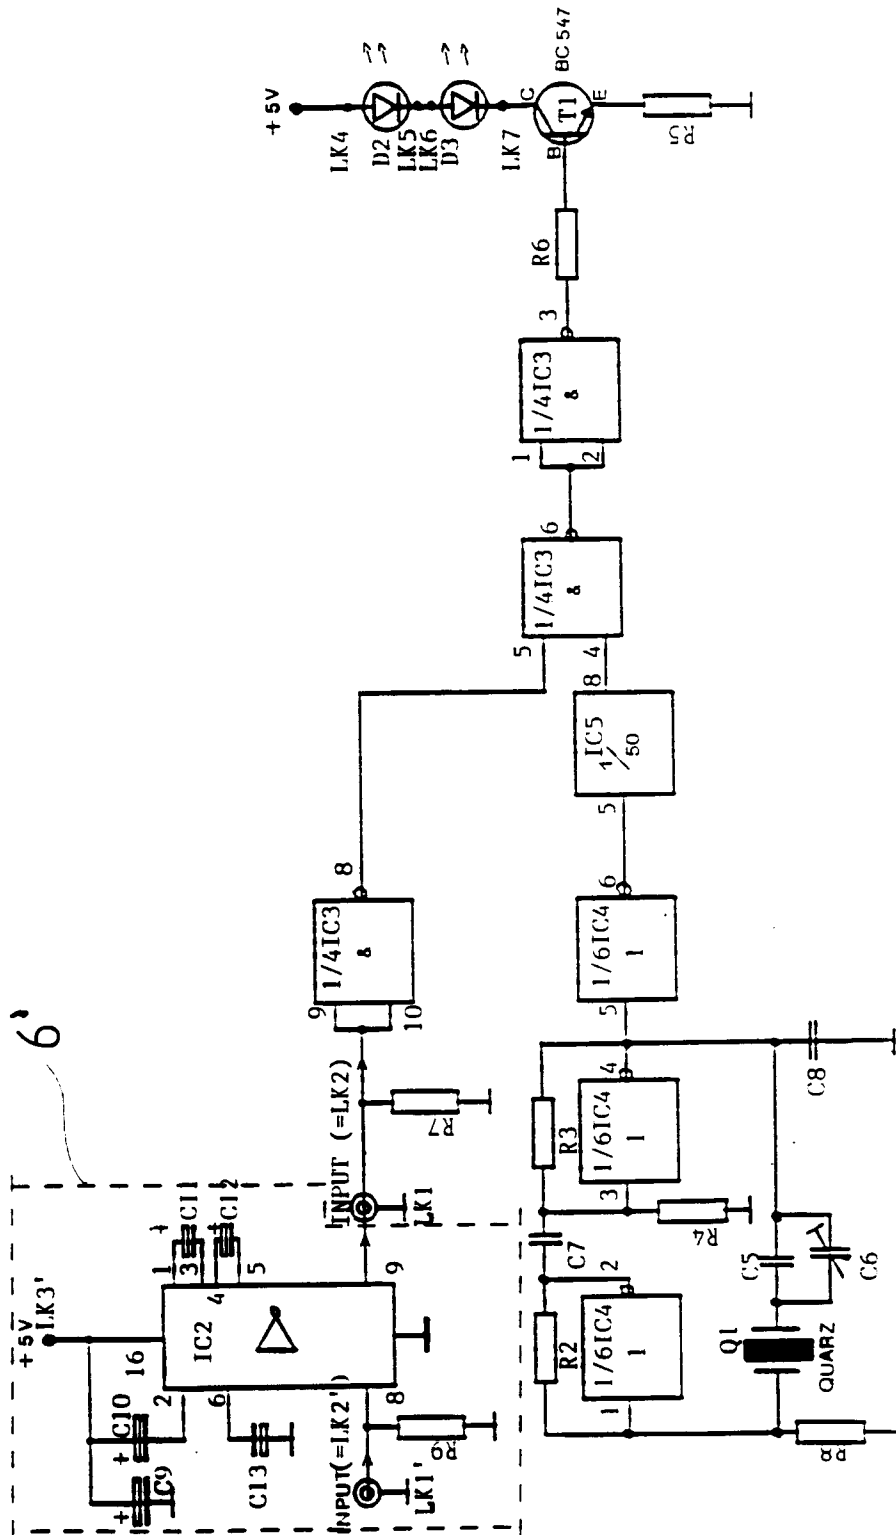 6'
+5V
LK3'
C10
C9
C13
16
2
6
8
IC2
1
3
4
5
9
C11
C12
INPUT(=LK2')
LK1'
R9
INPUT (=LK2)
LK1
R7
9
10
1/4IC3
&
8
5
4
1/4IC3
&
6
1
2
1/4IC3
&
3
R6
+5V
LK4
D2
LK5
LK6
D3
LK7
B
C
E
T1
BC 547
R5
R2
1
1/6IC4
1
2
C7
R3
3
1/6IC4
1
4
R4
5
1/6IC4
1
6
5
IC5
1/50
8
R8
Q1
QUARZ
C5
C6
C8